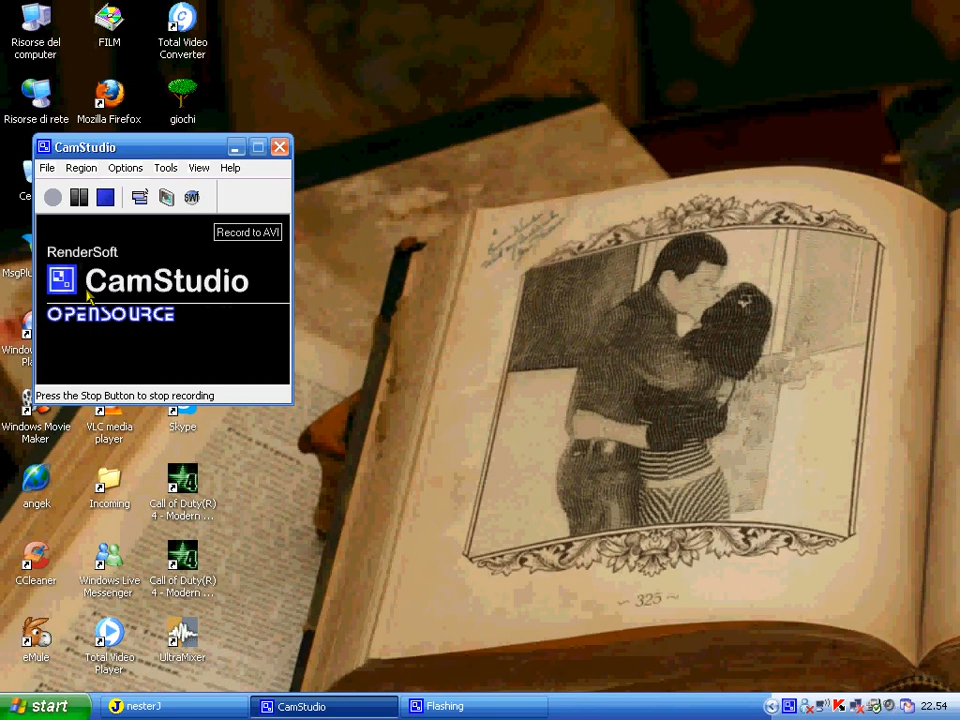 Risorse del
computer
FILM
Total Video
Converter
Risorse di rete
Mozilla Firefox
giochi
CamStudio
File Region Options Tools View Help
Record to AVI
RenderSoft
CamStudio
OPENSOURCE
Press the Stop Button to stop recording
Windows Movie
Maker
VLC media
player
Skype
angek
Incoming
Call of Duty(R)
4 - Modern ...
CCleaner
Windows Live
Messenger
Call of Duty(R)
4 - Modern ...
eMule
Total Video
Player
UltraMixer
~ 325 ~
start
nesterJ
CamStudio
Flashing
22.54